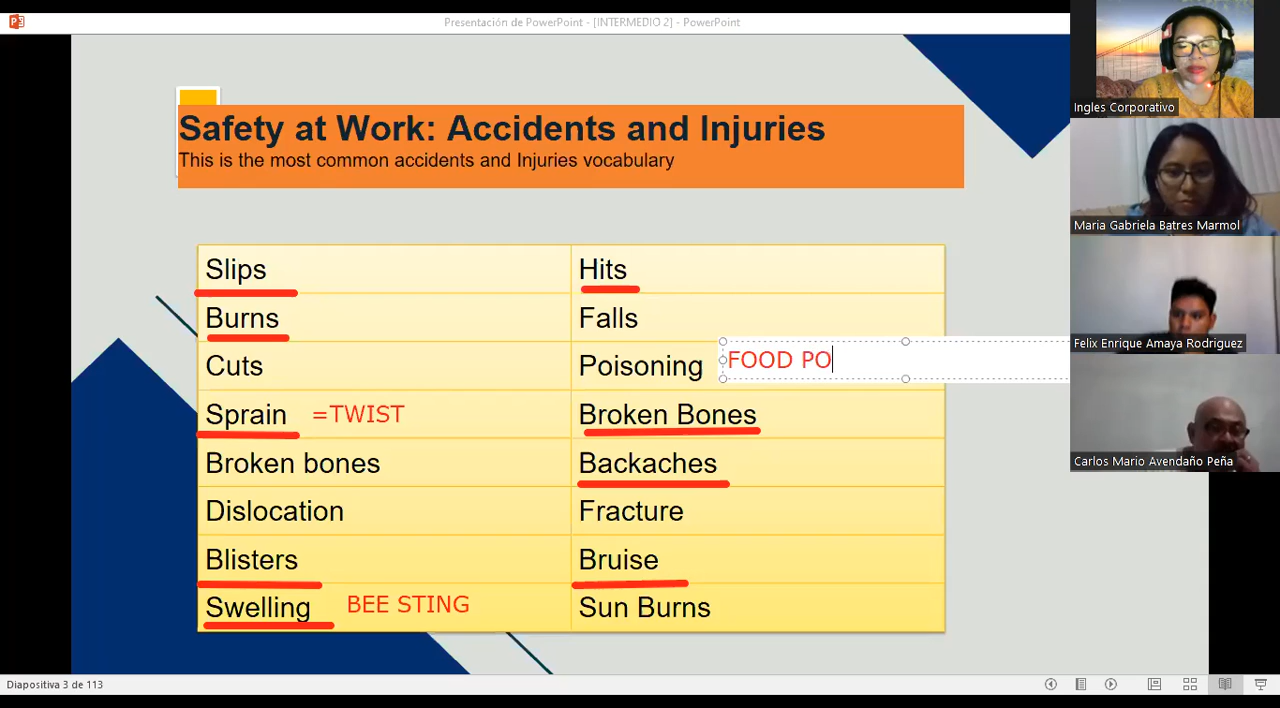 Presentación de PowerPoint - [INTERMEDIO 2] - PowerPoint
Ingles Corporativo
Safety at Work: Accidents and Injuries
This is the most common accidents and Injuries vocabulary
Maria Gabriela Batres Marmol
Slips Hits
Burns Falls
Felix Enrique Amaya Rodriguez
Cuts Poisoning FOOD PO
Sprain =TWIST Broken Bones
Broken bones Backaches
Carlos Mario Avendaño Peña
Dislocation Fracture
Blisters Bruise
Swelling BEE STING Sun Burns
Diapositiva 3 de 113